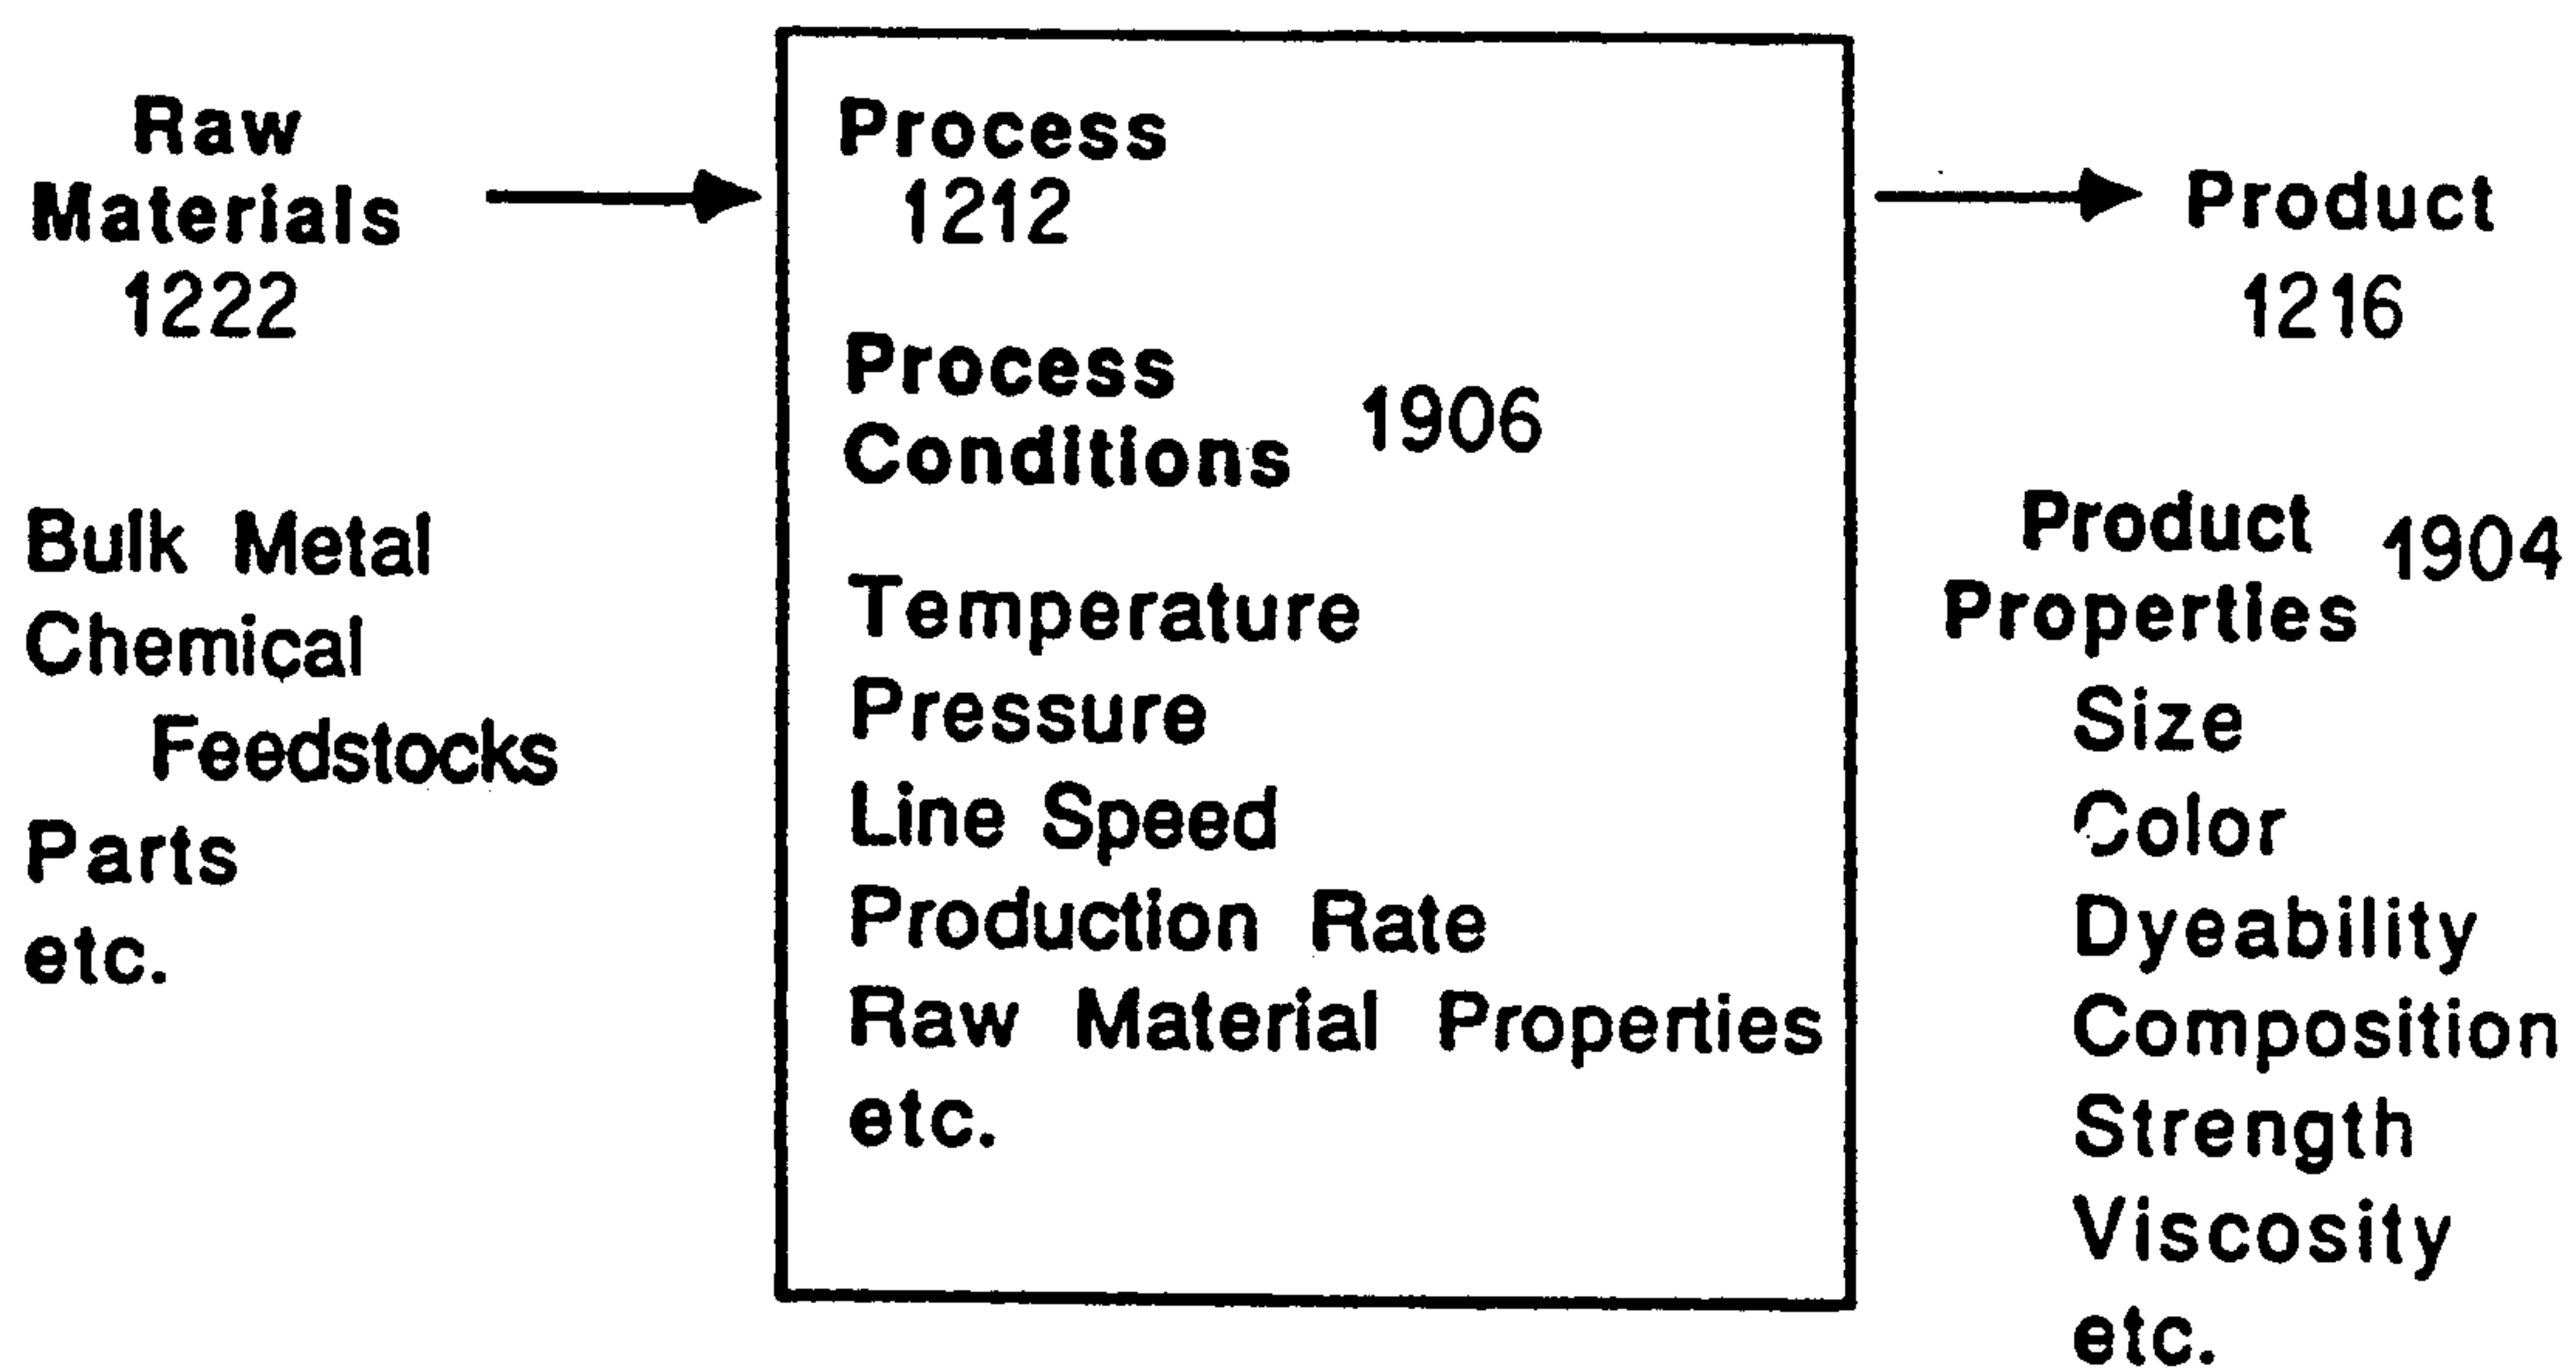 Raw
Materials
1222
Bulk Metal
Chemical
Feedstocks
Parts
etc.
Process
1212
Process
Conditions 1906
Temperature
Pressure
Line Speed
Production Rate
Raw Material Properties
etc.
Product
1216
Product 1904
Properties
Size
Color
Dyeability
Composition
Strength
Viscosity
etc.